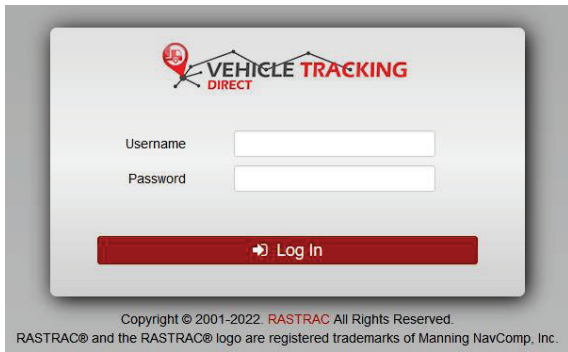 VEHICLE TRACKING
DIRECT
Username
Password
Log In
Copyright © 2001-2022. RASTRAC All Rights Reserved.
RASTRAC® and the RASTRAC® logo are registered trademarks of Manning NavComp, Inc.